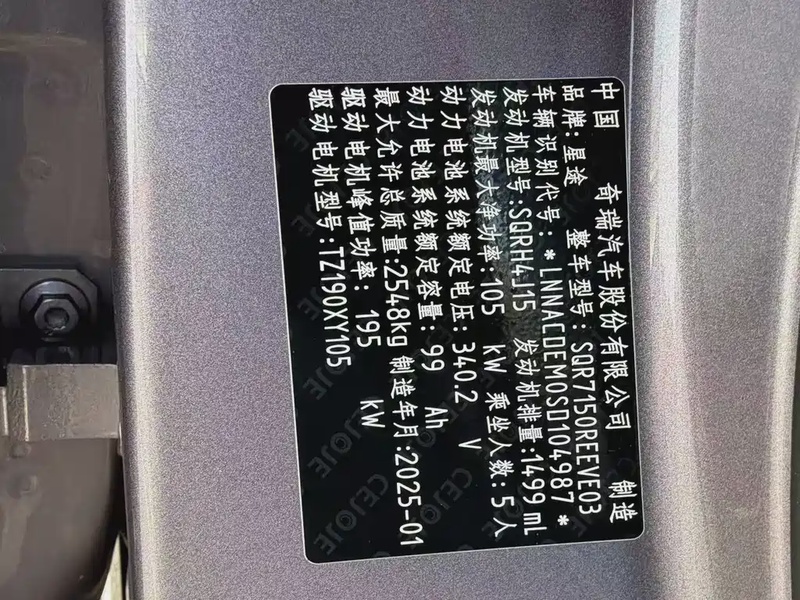 中国 奇瑞汽车股份有限公司 制造
品牌:星途 整车型号:SQR7150REEVE03
车辆识别代号:*LNNACDEM0SD104987*
发动机型号:SQRH4J15 发动机排量:1499 mL
发动机最大净功率:105 kW 乘坐人数:5人
动力电池系统额定电压:340.2 V
动力电池系统额定容量:99 Ah
最大允许总质量:2548kg 制造年月:2025-01
驱动电机峰值功率: 195 kW
驱动电机型号:TZ190XY105